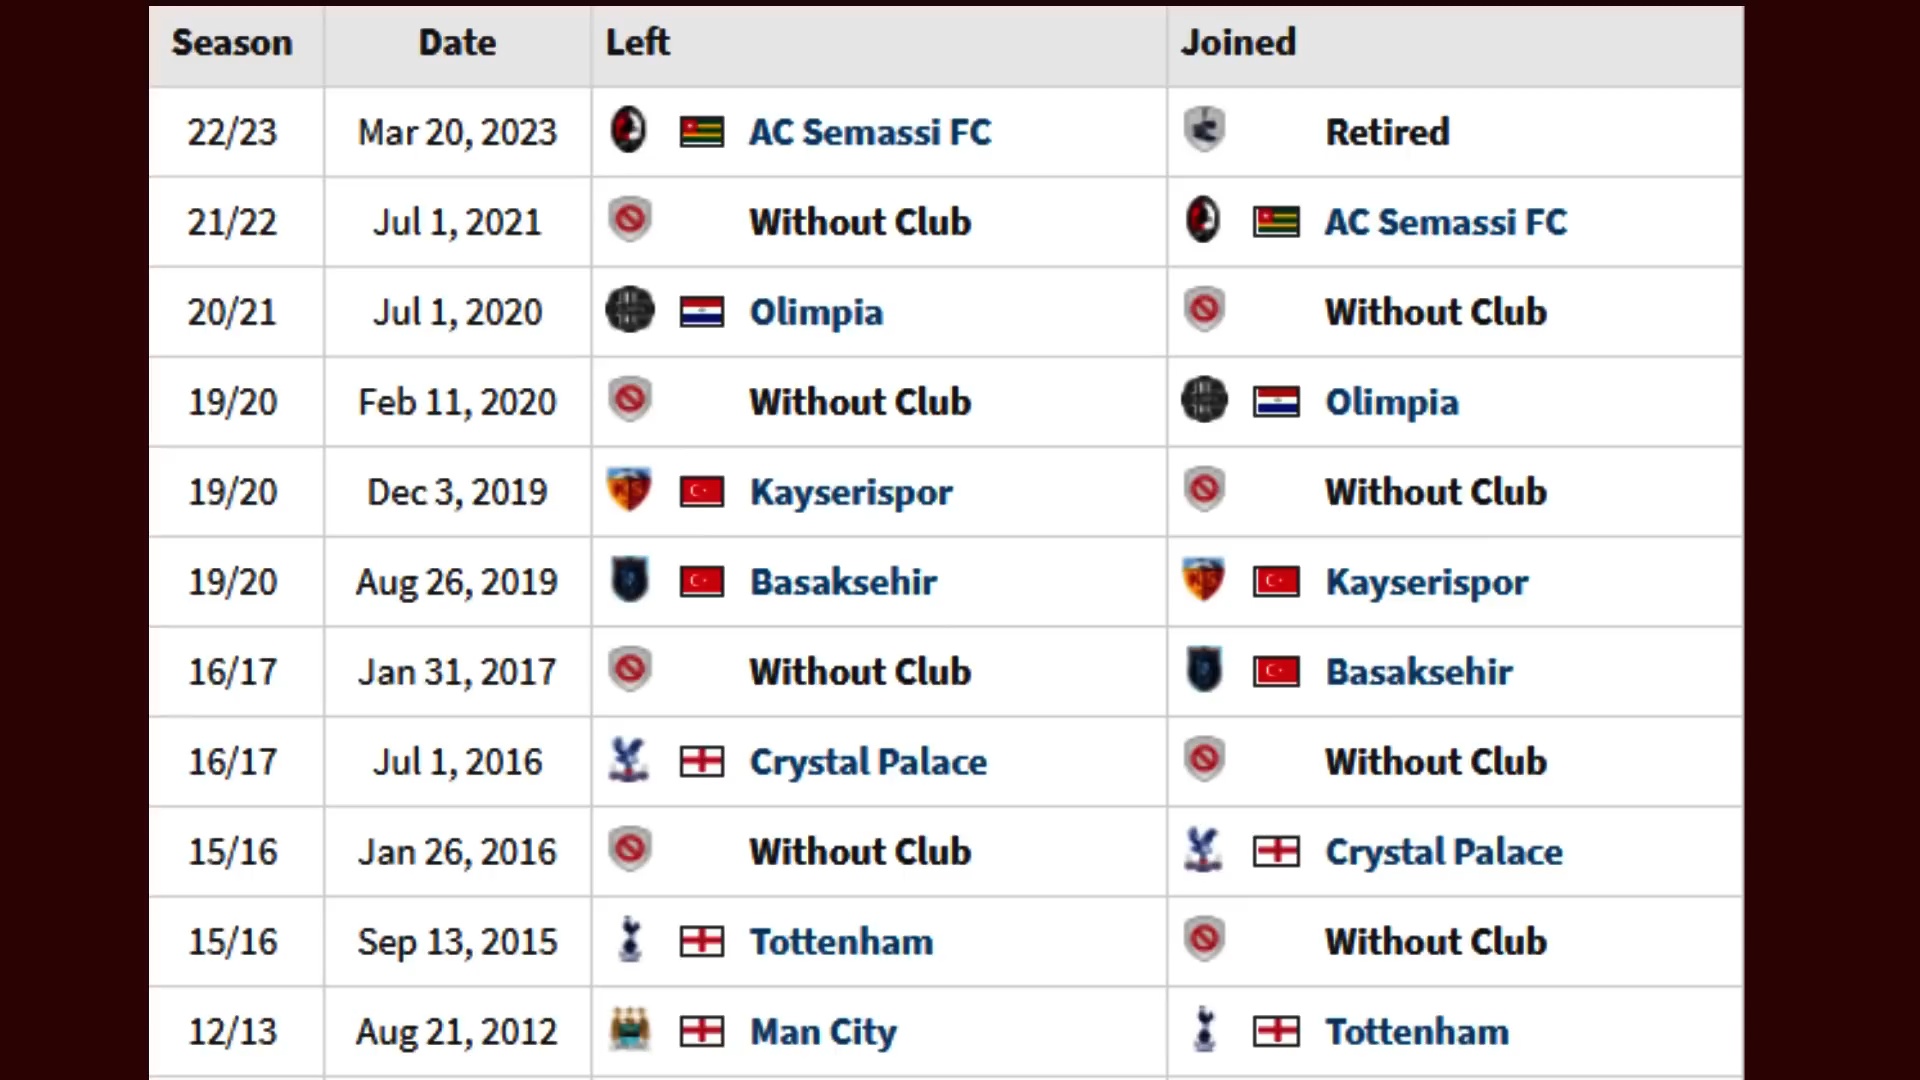 Season Date Left Joined
22/23 Mar 20, 2023 AC Semassi FC Retired
21/22 Jul 1, 2021 Without Club AC Semassi FC
20/21 Jul 1, 2020 Olimpia Without Club
19/20 Feb 11, 2020 Without Club Olimpia
19/20 Dec 3, 2019 Kayserispor Without Club
19/20 Aug 26, 2019 Basaksehir Kayserispor
16/17 Jan 31, 2017 Without Club Basaksehir
16/17 Jul 1, 2016 Crystal Palace Without Club
15/16 Jan 26, 2016 Without Club Crystal Palace
15/16 Sep 13, 2015 Tottenham Without Club
12/13 Aug 21, 2012 Man City Tottenham